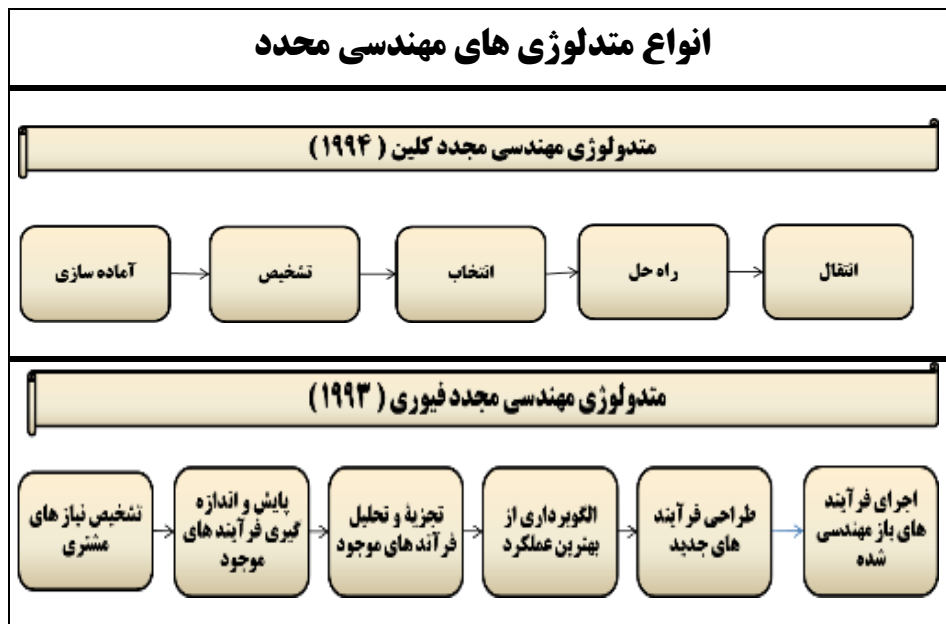 انواع متدلوژی های مهندسی محدد
متدولوژی مهندسی مجدد کلین ( ۱۹۹۴ )
آماده سازی
تشخیص
انتخاب
راه حل
انتقال
متدولوژی مهندسی مجدد فیوری ( ۱۹۹۳ )
تشخیص نیاز های
مشتری
پایش و اندازه
گیری فرآیند های
موجود
تجزیۀ و تحلیل
فرآند های موجود
الگوبرداری از
بهترین عملکرد
طراحی فرآیند
های جدید
اجرای فرآیند
های باز مهندسی
شده